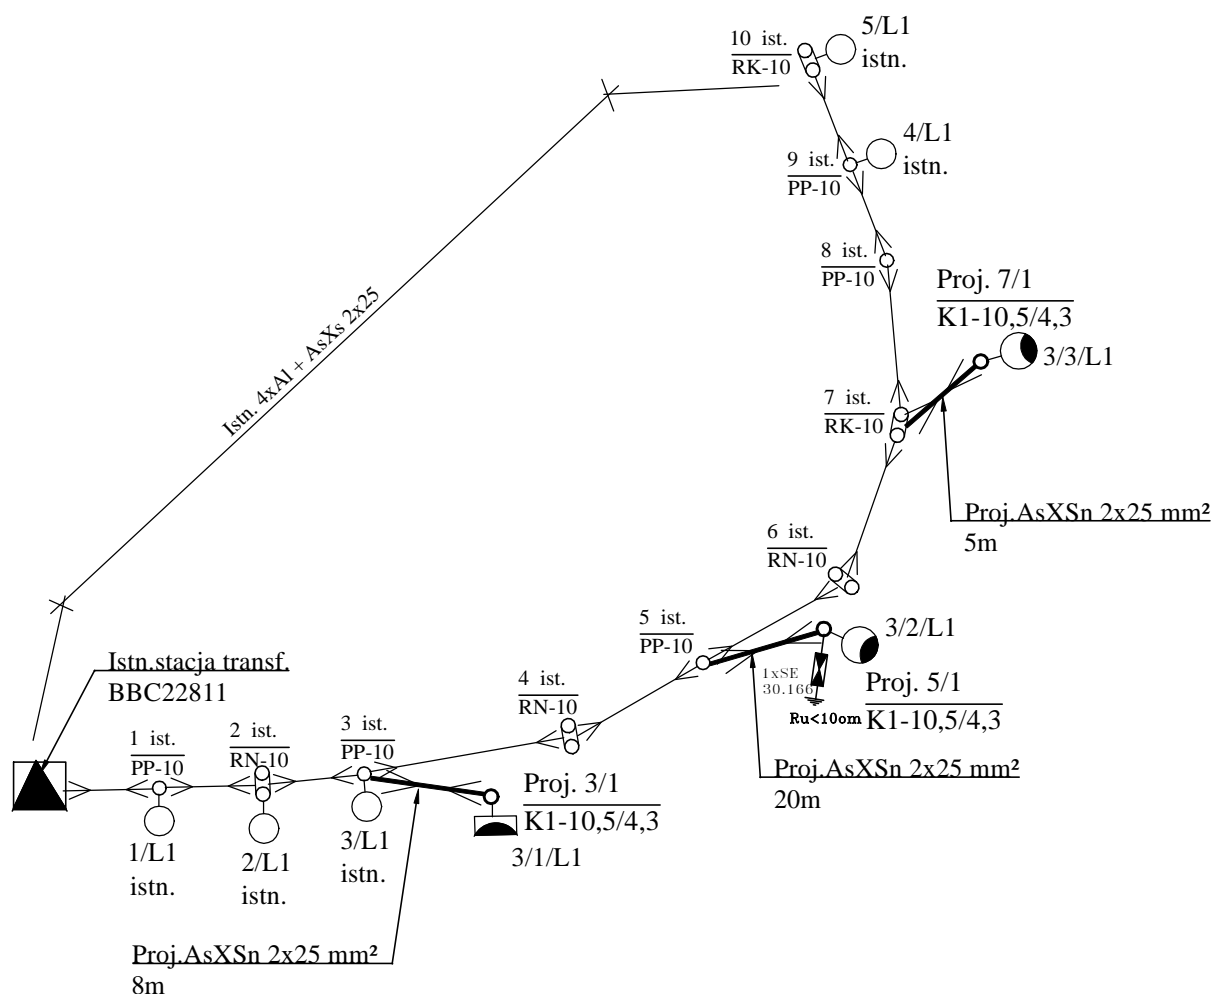 10 ist.
RK-10
5/L1
istn.
9 ist.
PP-10
4/L1
istn.
8 ist.
PP-10
Proj. 7/1
K1-10,5/4,3
3/3/L1
Istn. 4xAl + AsXs 2x25
7 ist.
RK-10
Proj.AsXSn 2x25 mm²
5m
6 ist.
RN-10
5 ist.
PP-10
3/2/L1
1xSE
30.166
Ru<10om
Proj. 5/1
K1-10,5/4,3
Istn.stacja transf.
BBC22811
4 ist.
RN-10
3 ist.
PP-10
2 ist.
RN-10
1 ist.
PP-10
Proj.AsXSn 2x25 mm²
20m
Proj. 3/1
K1-10,5/4,3
3/1/L1
1/L1
istn.
2/L1
istn.
3/L1
istn.
Proj.AsXSn 2x25 mm²
8m